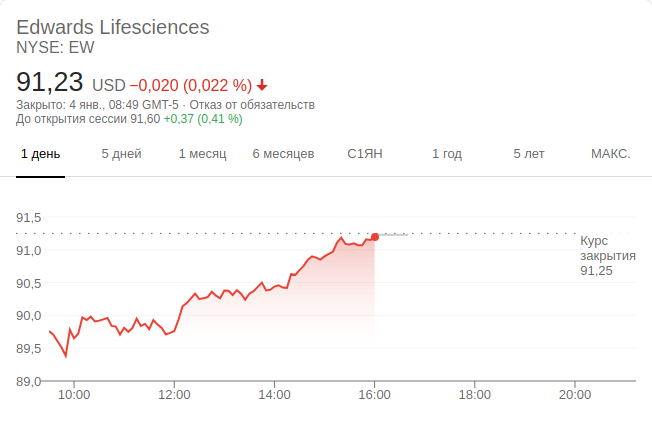 Edwards Lifesciences
NYSE: EW
91,23 USD −0,020 (0,022 %)
Закрыто: 4 янв., 08:49 GMT-5 · Отказ от обязательств
До открытия сессии 91,60 +0,37 (0,41 %)
1 день 5 дней 1 месяц 6 месяцев С1ЯН 1 год 5 лет МАКС.
91,5
91,0
90,5
90,0
89,5
89,0
Курс
закрытия
91,25
10:00 12:00 14:00 16:00 18:00 20:00